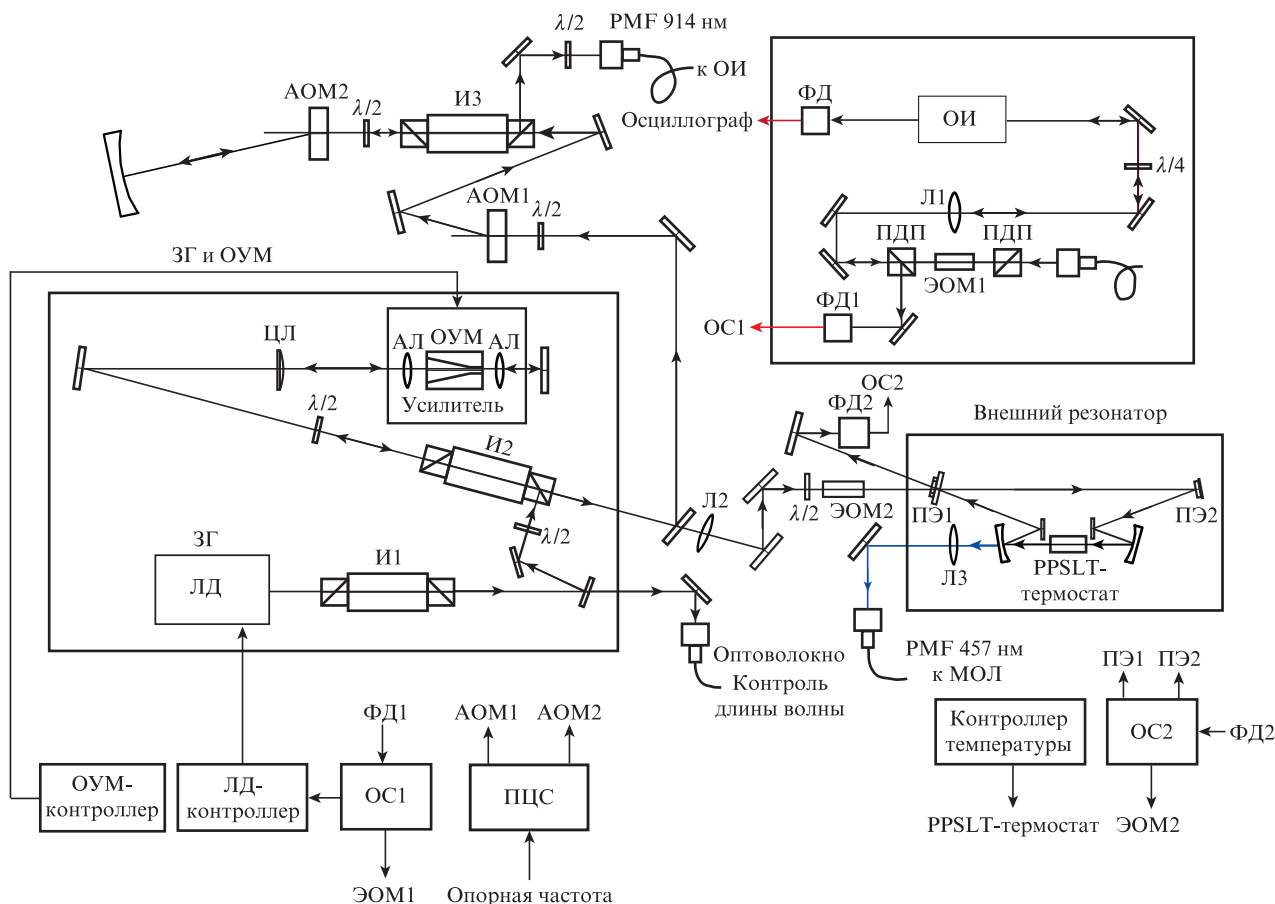 λ/2
PMF 914 нм
к ОИ
АОМ2
λ/2
И3
АОМ1
λ/2
Осциллограф
ФД
ОИ
λ/4
Л1
ПДП
ПДП
ЭОМ1
ФД1
ОС1
ЗГ и ОУМ
ЦЛ
АЛ
ОУМ
АЛ
Усилитель
λ/2
И2
λ/2
ЗГ
ЛД
И1
Л2
ОС2
ФД2
Внешний резонатор
λ/2
ЭОМ2
ПЭ1
ПЭ2
Л3
PPSLT-
термостат
Оптоволокно
Контроль
длины волны
PMF 457 нм
к МОЛ
ОУМ-
контроллер
ЛД-
контроллер
ФД1
ОС1
ЭОМ1
АОМ1
АОМ2
ПЦС
Опорная частота
Контроллер
температуры
PPSLT-термостат
ПЭ1
ПЭ2
ОС2
ФД2
ЭОМ2